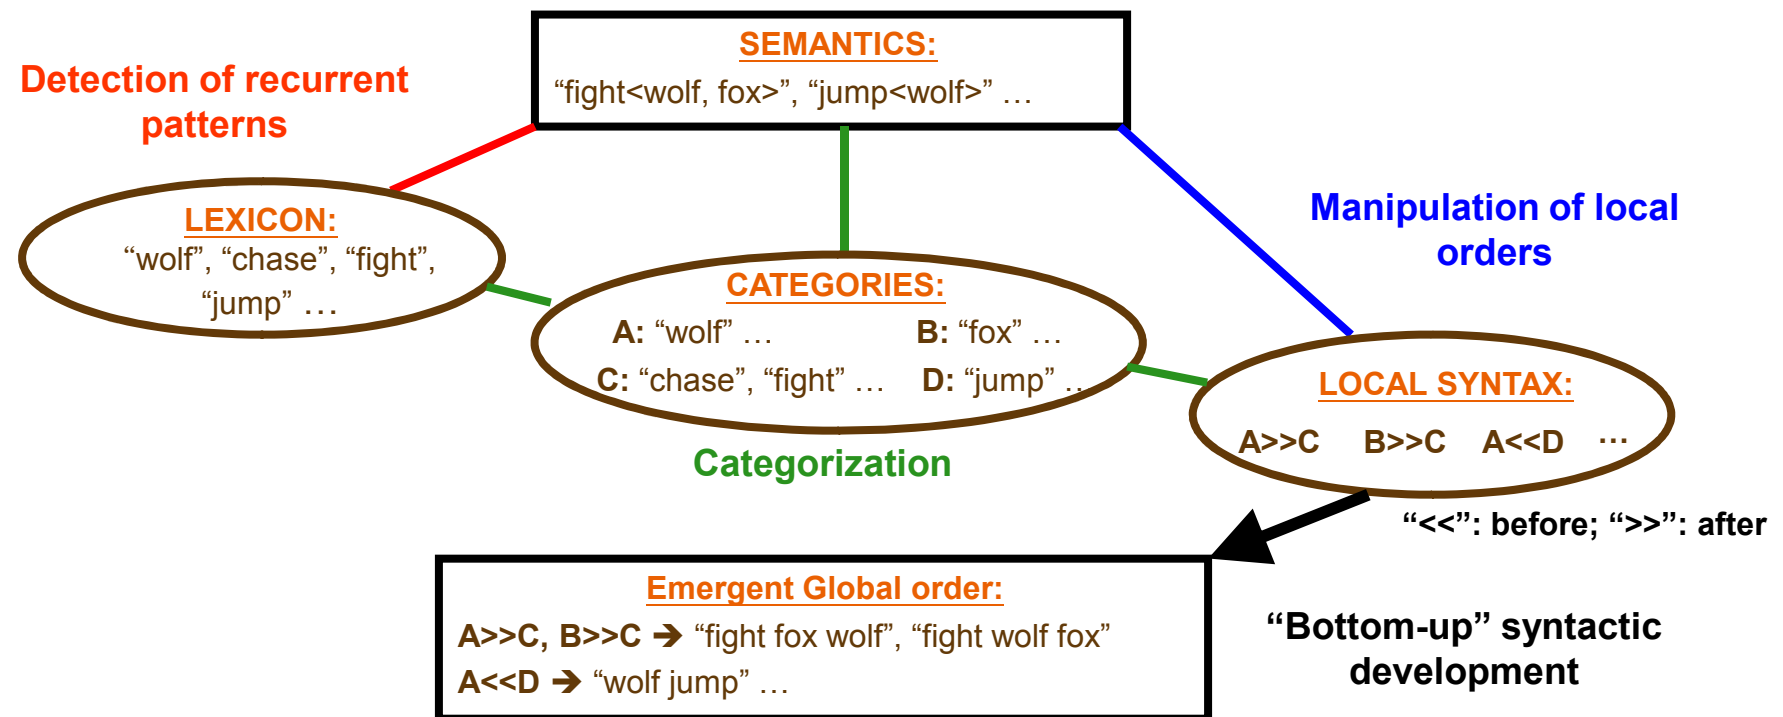 SEMANTICS:
“fight<wolf, fox>”, “jump<wolf>” …
Detection of recurrent
patterns
LEXICON:
“wolf”, “chase”, “fight”,
“jump” …
Manipulation of local
orders
CATEGORIES:
A: “wolf” … B: “fox” …
C: “chase”, “fight” … D: “jump” …
Categorization
LOCAL SYNTAX:
A>>C B>>C A<<D …
“<<”: before; “>>”: after
Emergent Global order:
A>>C, B>>C ➔ “fight fox wolf”, “fight wolf fox”
A<<D ➔ “wolf jump” …
“Bottom-up” syntactic
development